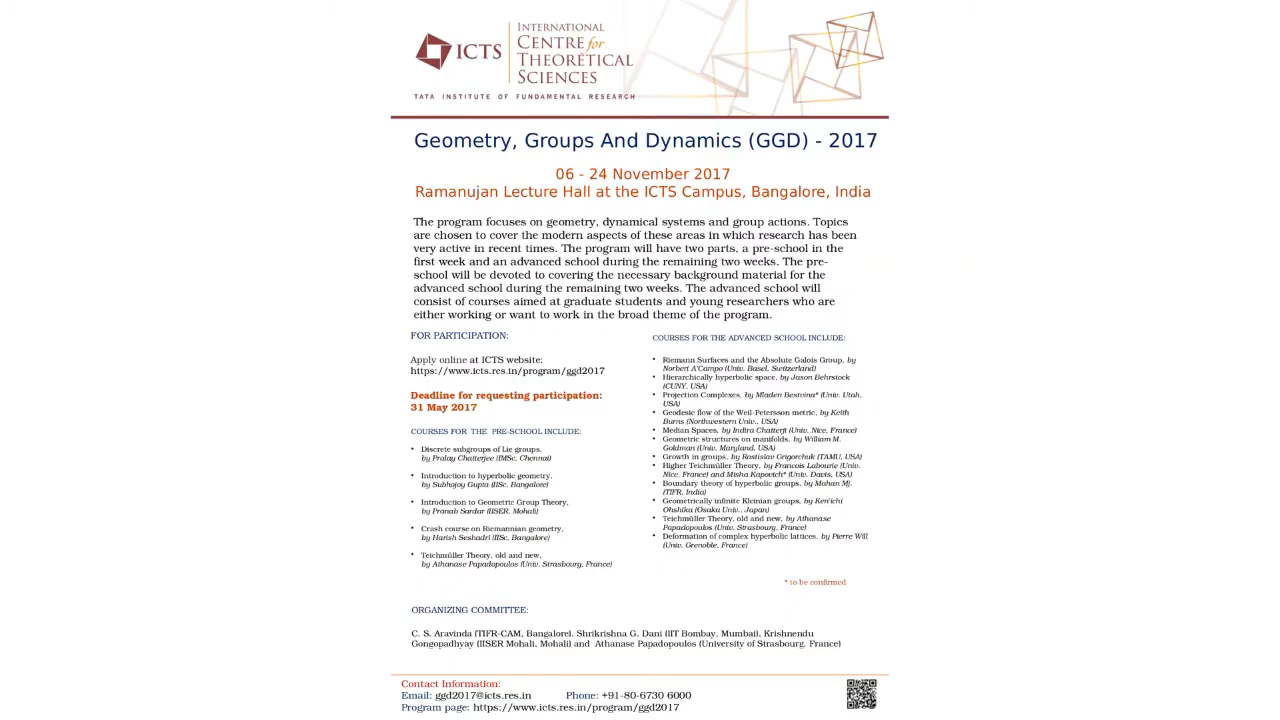 ICTS
INTERNATIONAL
CENTRE for
THEORETICAL
SCIENCES
TATA INSTITUTE OF FUNDAMENTAL RESEARCH
Geometry, Groups And Dynamics (GGD) - 2017
06 - 24 November 2017
Ramanujan Lecture Hall at the ICTS Campus, Bangalore, India
The program focuses on geometry, dynamical systems and group actions. Topics
are chosen to cover the modern aspects of these areas in which research has been
very active in recent times. The program will have two parts, a pre-school in the
first week and an advanced school during the remaining two weeks. The pre-
school will be devoted to covering the necessary background material for the
advanced school during the remaining two weeks. The advanced school will
consist of courses aimed at graduate students and young researchers who are
either working or want to work in the broad theme of the program.
FOR PARTICIPATION:
Apply online at ICTS website:
https://www.icts.res.in/program/ggd2017
Deadline for requesting participation:
31 May 2017
COURSES FOR THE PRE-SCHOOL INCLUDE:
• Discrete subgroups of Lie groups,
by Pralay Chatterjee (IMSc, Chennai)
• Introduction to hyperbolic geometry,
by Subhojoy Gupta (IISc, Bangalore)
• Introduction to Geometric Group Theory,
by Pranab Sardar (IISER, Mohali)
• Crash course on Riemannian geometry,
by Harish Seshadri (IISc, Bangalore)
• Teichmüller Theory, old and new,
by Athanase Papadopoulos (Univ. Strasbourg, France)
COURSES FOR THE ADVANCED SCHOOL INCLUDE:
• Riemann Surfaces and the Absolute Galois Group, by
Norbert A'Campo (Univ. Basel, Switzerland)
• Hierarchically hyperbolic space, by Jason Behrstock
(CUNY, USA)
• Projection Complexes, by Mladen Bestvina* (Univ. Utah,
USA)
• Geodesic flow of the Weil-Petersson metric, by Keith
Burns (Northwestern Univ., USA)
• Median Spaces, by Indira Chatterji (Univ. Nice, France)
• Geometric structures on manifolds, by William M.
Goldman (Univ. Maryland, USA)
• Growth in groups, by Rostislav Grigorchuk (TAMU, USA)
• Higher Teichmüller Theory, by Francois Labourie (Univ.
Nice, France) and Misha Kapovich* (Univ. Davis, USA)
• Boundary theory of hyperbolic groups, by Mahan Mj.
(TIFR, India)
• Geometrically infinite Kleinian groups, by Ken'ichi
Ohshika (Osaka Univ., Japan)
• Teichmüller Theory, old and new, by Athanase
Papadopoulos (Univ. Strasbourg, France)
• Deformation of complex hyperbolic lattices, by Pierre Will
(Univ. Grenoble, France)
* to be confirmed
ORGANIZING COMMITTEE:
C. S. Aravinda (TIFR-CAM, Bangalore), Shrikrishna G. Dani (IIT Bombay, Mumbai), Krishnendu
Gongopadhyay (IISER Mohali, Mohali) and Athanase Papadopoulos (University of Strasbourg, France)
Contact Information:
Email: ggd2017@icts.res.in Phone: +91-80-6730 6000
Program page: https://www.icts.res.in/program/ggd2017